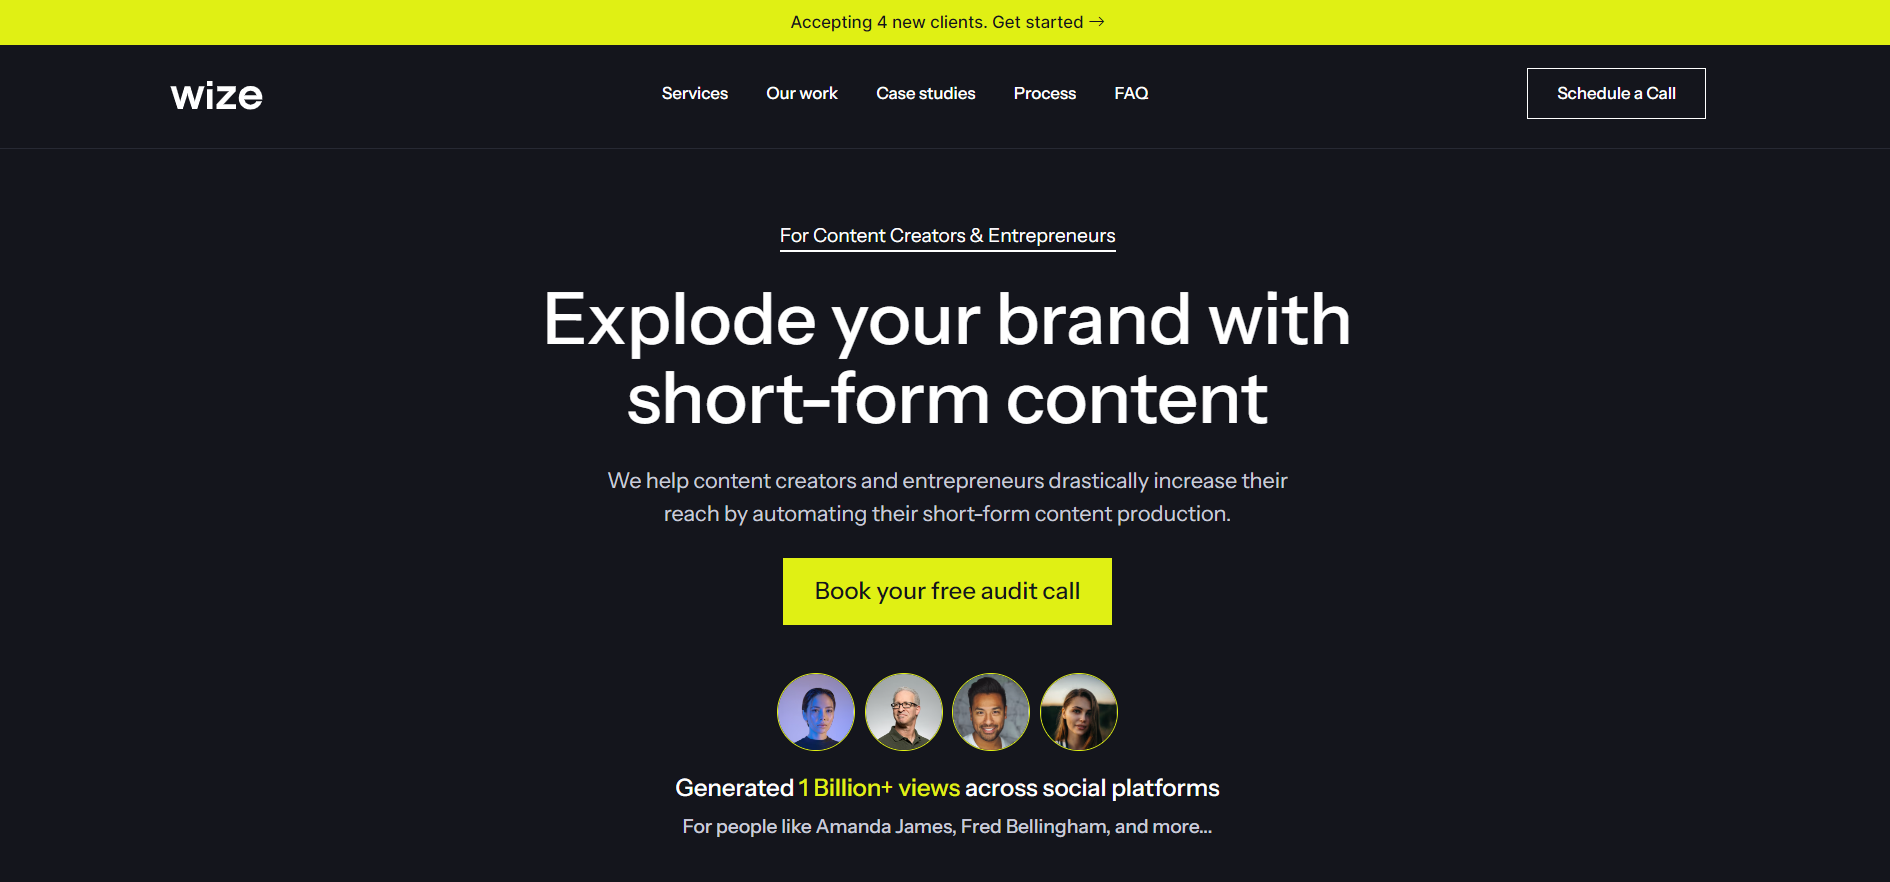 Accepting 4 new clients. Get started →
wize
Services
Our work
Case studies
Process
FAQ
Schedule a Call
For Content Creators & Entrepreneurs
Explode your brand with
short-form content
We help content creators and entrepreneurs drastically increase their
reach by automating their short-form content production.
Book your free audit call
Generated 1 Billion+ views across social platforms
For people like Amanda James, Fred Bellingham, and more...